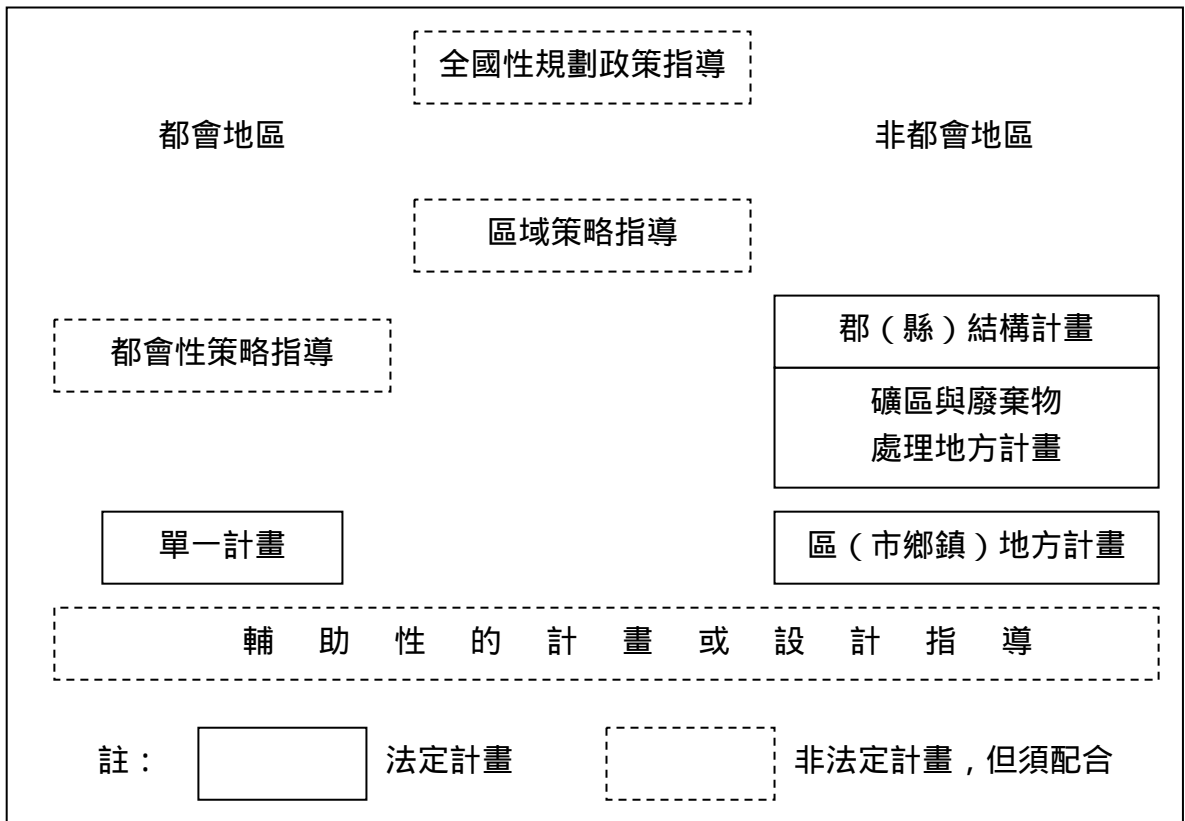 全國性規劃政策指導
都會地區
非都會地區
區域策略指導
都會性策略指導
郡（縣）結構計畫
礦區與廢棄物
處理地方計畫
單一計畫
區（市鄉鎮）地方計畫
輔助性的計畫或設計指導
註： 法定計畫 非法定計畫，但須配合